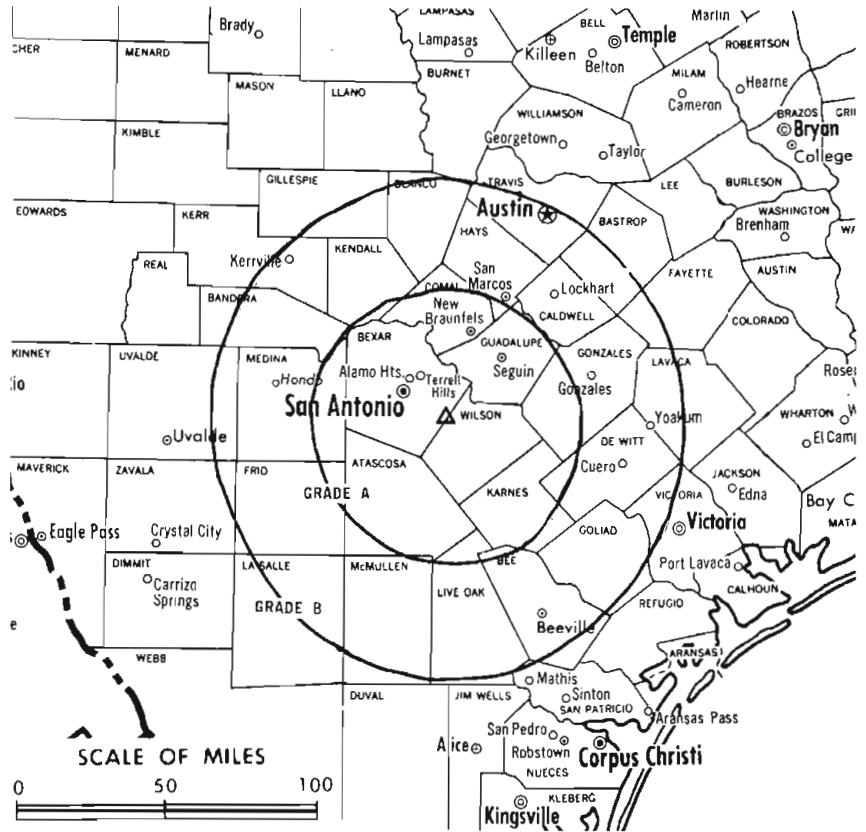 LAMPASAS
BELL
Marlin
Brady
Temple
Killeen
Lampasas
Belton
ROBERTSON
CHER
MENARD
BURNET
MILAM
Hearne
MASON
LLANO
Cameron
WILLIAMSON
BRAZOS
GRI
KIMBLE
Bryan
Georgetown
Taylor
College
GILLESPIE
BLANCO
TRAVIS
LEE
BURLESON
EDWARDS
KERR
Austin
BASTROP
WASHINGTON
Brenham
HAYS
WA
REAL
Kerrville
KENDALL
San
Marcos
FAYETTE
AUSTIN
BANDERA
COMAL
Lockhart
New
Braunfels
CALDWELL
COLORADO
BEXAR
GUADALUPE
KINNEY
UVALDE
MEDINA
GONZALES
LAVACA
Seguin
Rosen
io
Hondo
Alamo Hts.
Terrell
Hills
Gonzales
San Antonio
WILSON
WHARTON
W
Yoakum
Uvalde
El Camp
DE WITT
MAVERICK
ZAVALA
FRID
ATASCOSA
Cuero
JACKSON
GRADE A
KARNES
VICTORIA
Edna
Bay C
MATA
s
Eagle Pass
Crystal City
GOLIAD
Victoria
DIMMIT
LA SALLE
McMULLEN
BEE
Port Lavaca
Carrizo
Springs
LIVE OAK
CALHOUN
GRADE B
REFUGIO
e
Beeville
WEBB
ARANSAS
Mathis
DUVAL
JIM WELLS
Sinton
SAN PATRICIO
Aransas Pass
San Pedro
SCALE OF MILES
Alice
Robstown
Corpus Christi
NUECES
0
50
100
KLEBERG
Kingsville